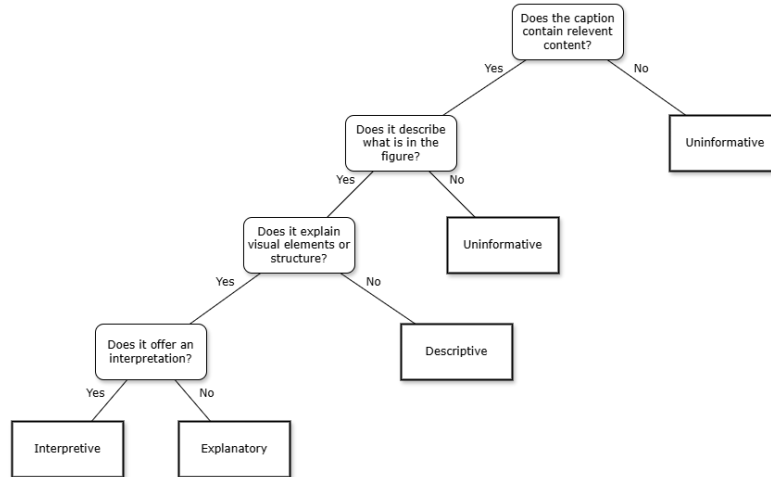 Does the caption
contain relevent
content?
Yes
No
Does it describe
what is in the
figure?
Uninformative
Yes
No
Does it explain
visual elements or
structure?
Uninformative
Yes
No
Does it offer an
interpretation?
Descriptive
Yes
No
Interpretive
Explanatory